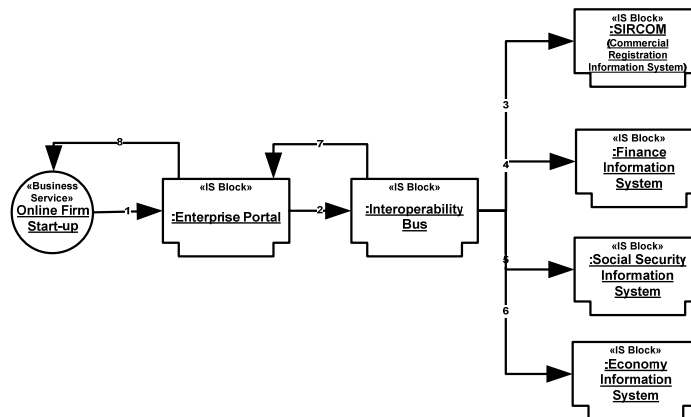 «IS Block»
:SIRCOM
(Commercial
Registration
Information System)
3
8
7
4
«IS Block»
:Finance
Information
System
«Business
Service»
Online Firm
Start-up
1
«IS Block»
:Enterprise Portal
2
«IS Block»
:Interoperability
Bus
5
«IS Block»
:Social Security
Information
System
6
«IS Block»
:Economy
Information
System